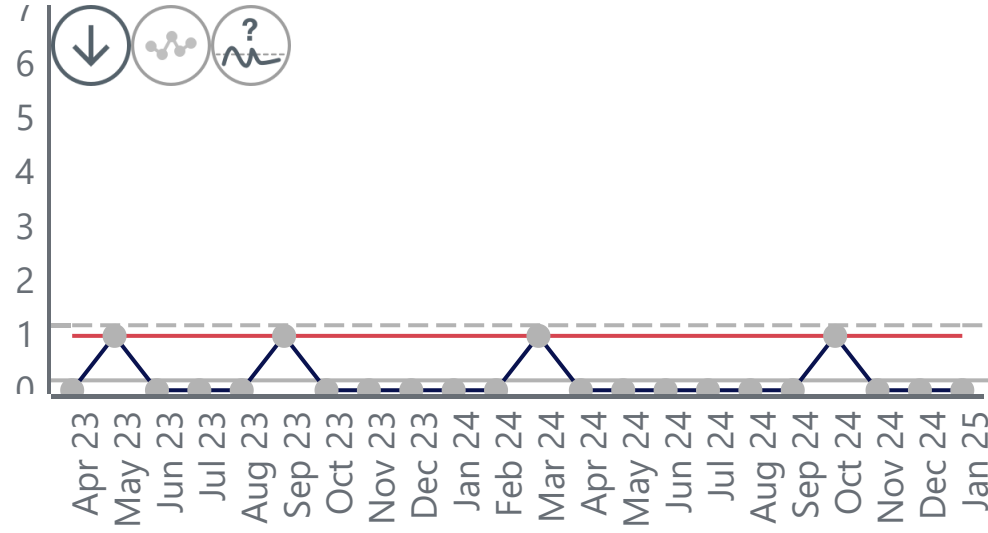 7
6
5
4
3
2
1
0
?
Apr 23
May 23
Jun 23
Jul 23
Aug 23
Sep 23
Oct 23
Nov 23
Dec 23
Jan 24
Feb 24
Mar 24
Apr 24
May 24
Jun 24
Jul 24
Aug 24
Sep 24
Oct 24
Nov 24
Dec 24
Jan 25